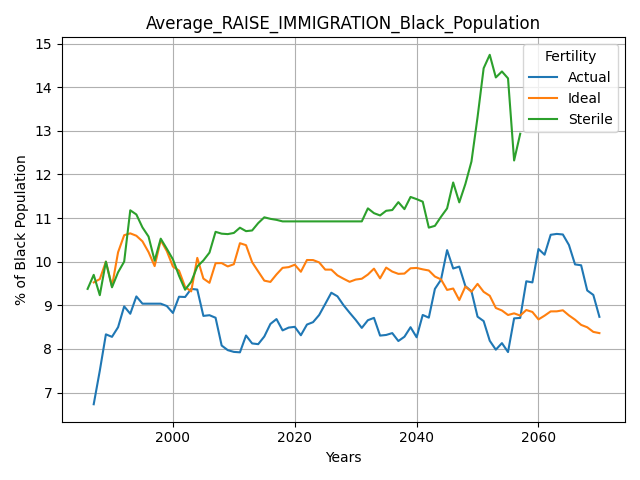 Average_RAISE_IMMIGRATION_Black_Population
% of Black Population
15
14
13
12
11
10
9
8
7
Fertility
Actual
Ideal
Sterile
2000
2020
2040
2060
Years